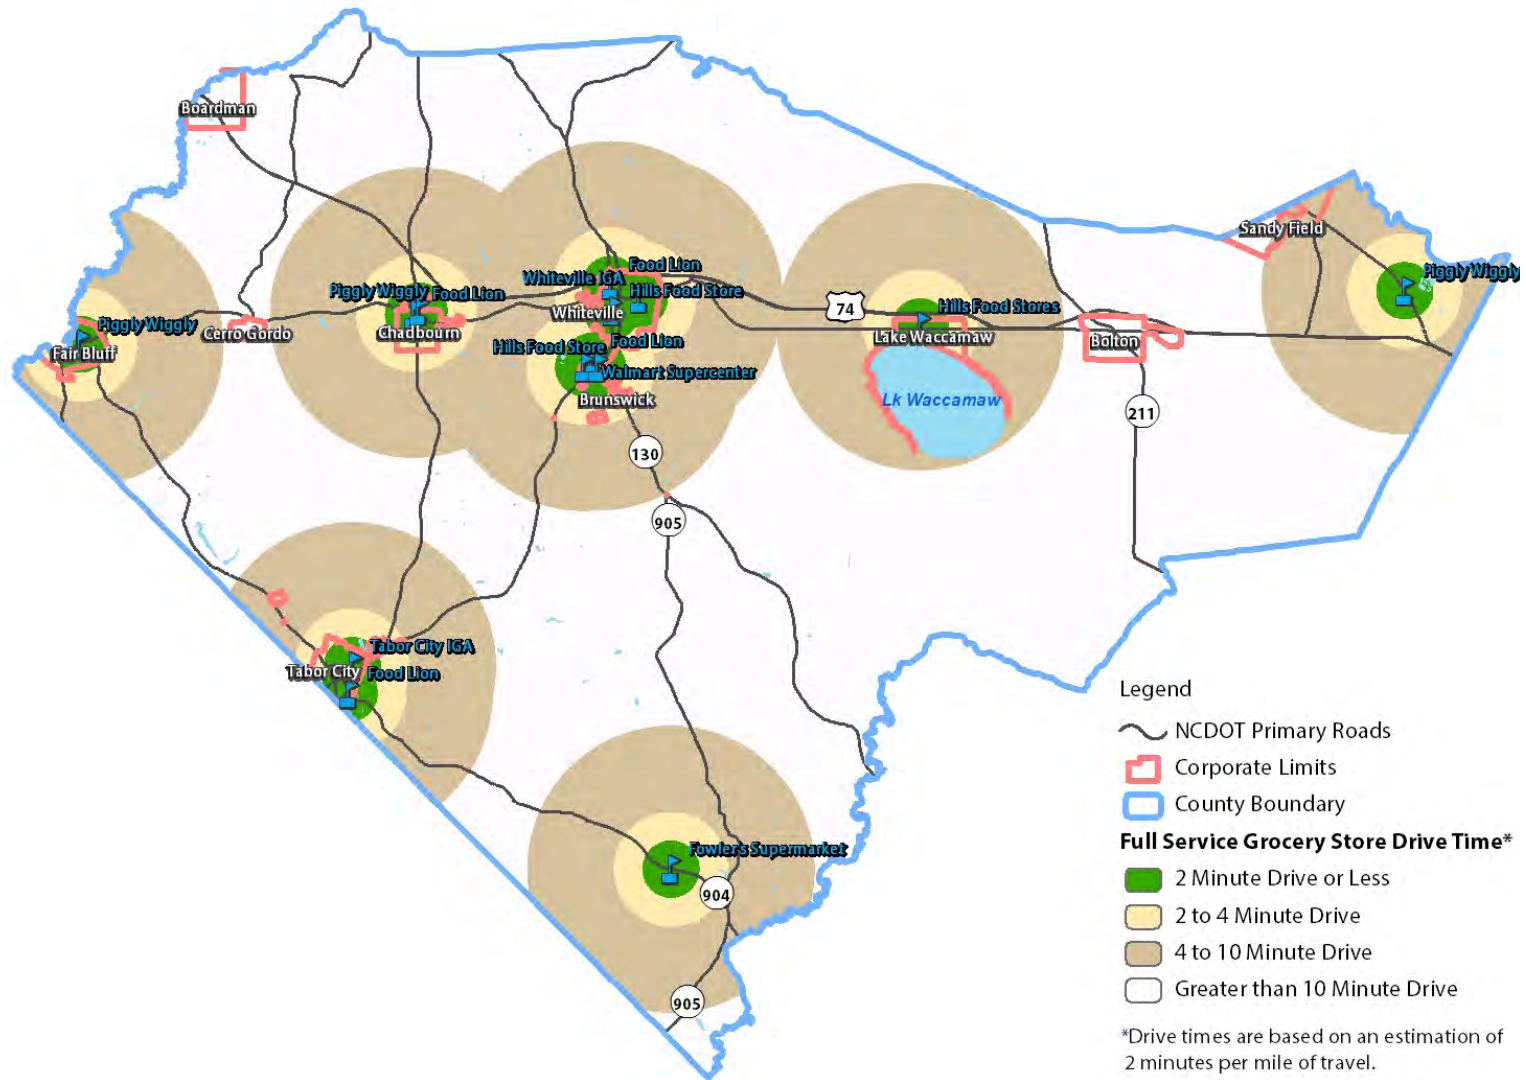 Boardman
Sandy Field
Food Lion
Whiteville IGA
Piggly Wiggly
Piggly Wiggly
Food Lion
Hills Food Store
74
Hills Food Stores
Whiteville
Piggly Wiggly
Cerro Gordo
Chadbourn
Lake Waccamaw
Bolton
Fair Bluff
Hills Food Store
Food Lion
Walmart Supercenter
Brunswick
Lk Waccamaw
211
130
905
Tabor City IGA
Tabor City
Food Lion
Fowler's Supermarket
904
905
Legend
NCDOT Primary Roads
Corporate Limits
County Boundary
Full Service Grocery Store Drive Time*
2 Minute Drive or Less
2 to 4 Minute Drive
4 to 10 Minute Drive
Greater than 10 Minute Drive
*Drive times are based on an estimation of
2 minutes per mile of travel.